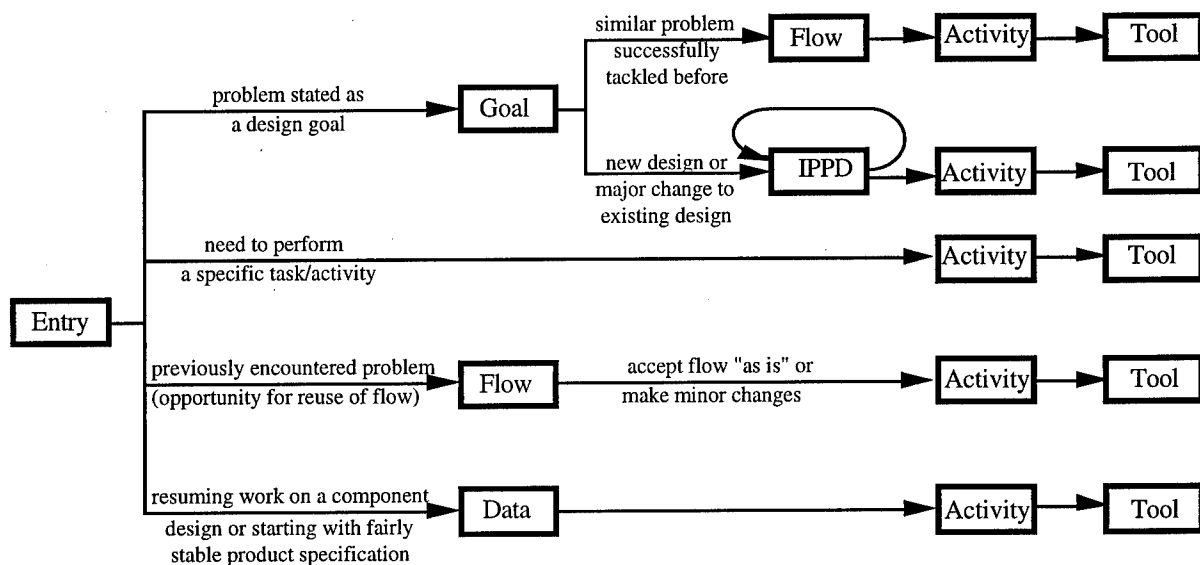 similar problem
successfully
tackled before
Flow
Activity
Tool
problem stated as
a design goal
Goal
new design or
major change to
existing design
IPPD
Activity
Tool
need to perform
a specific task/activity
Activity
Tool
Entry
previously encountered problem
(opportunity for reuse of flow)
Flow
accept flow "as is" or
make minor changes
Activity
Tool
resuming work on a component
design or starting with fairly
stable product specification
Data
Activity
Tool